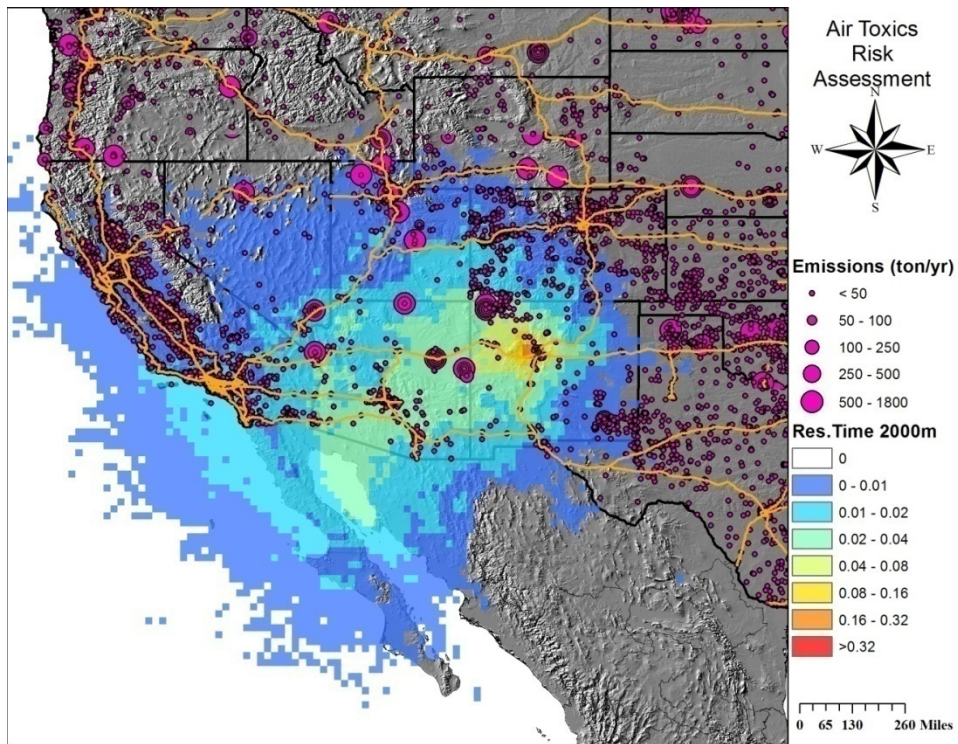 Air Toxics
Risk
Assessment
N
W
E
S
Emissions (ton/yr)
< 50
50 - 100
100 - 250
250 - 500
500 - 1800
Res.Time 2000m
0
0 - 0.01
0.01 - 0.02
0.02 - 0.04
0.04 - 0.08
0.08 - 0.16
0.16 - 0.32
>0.32
0 65 130 260 Miles